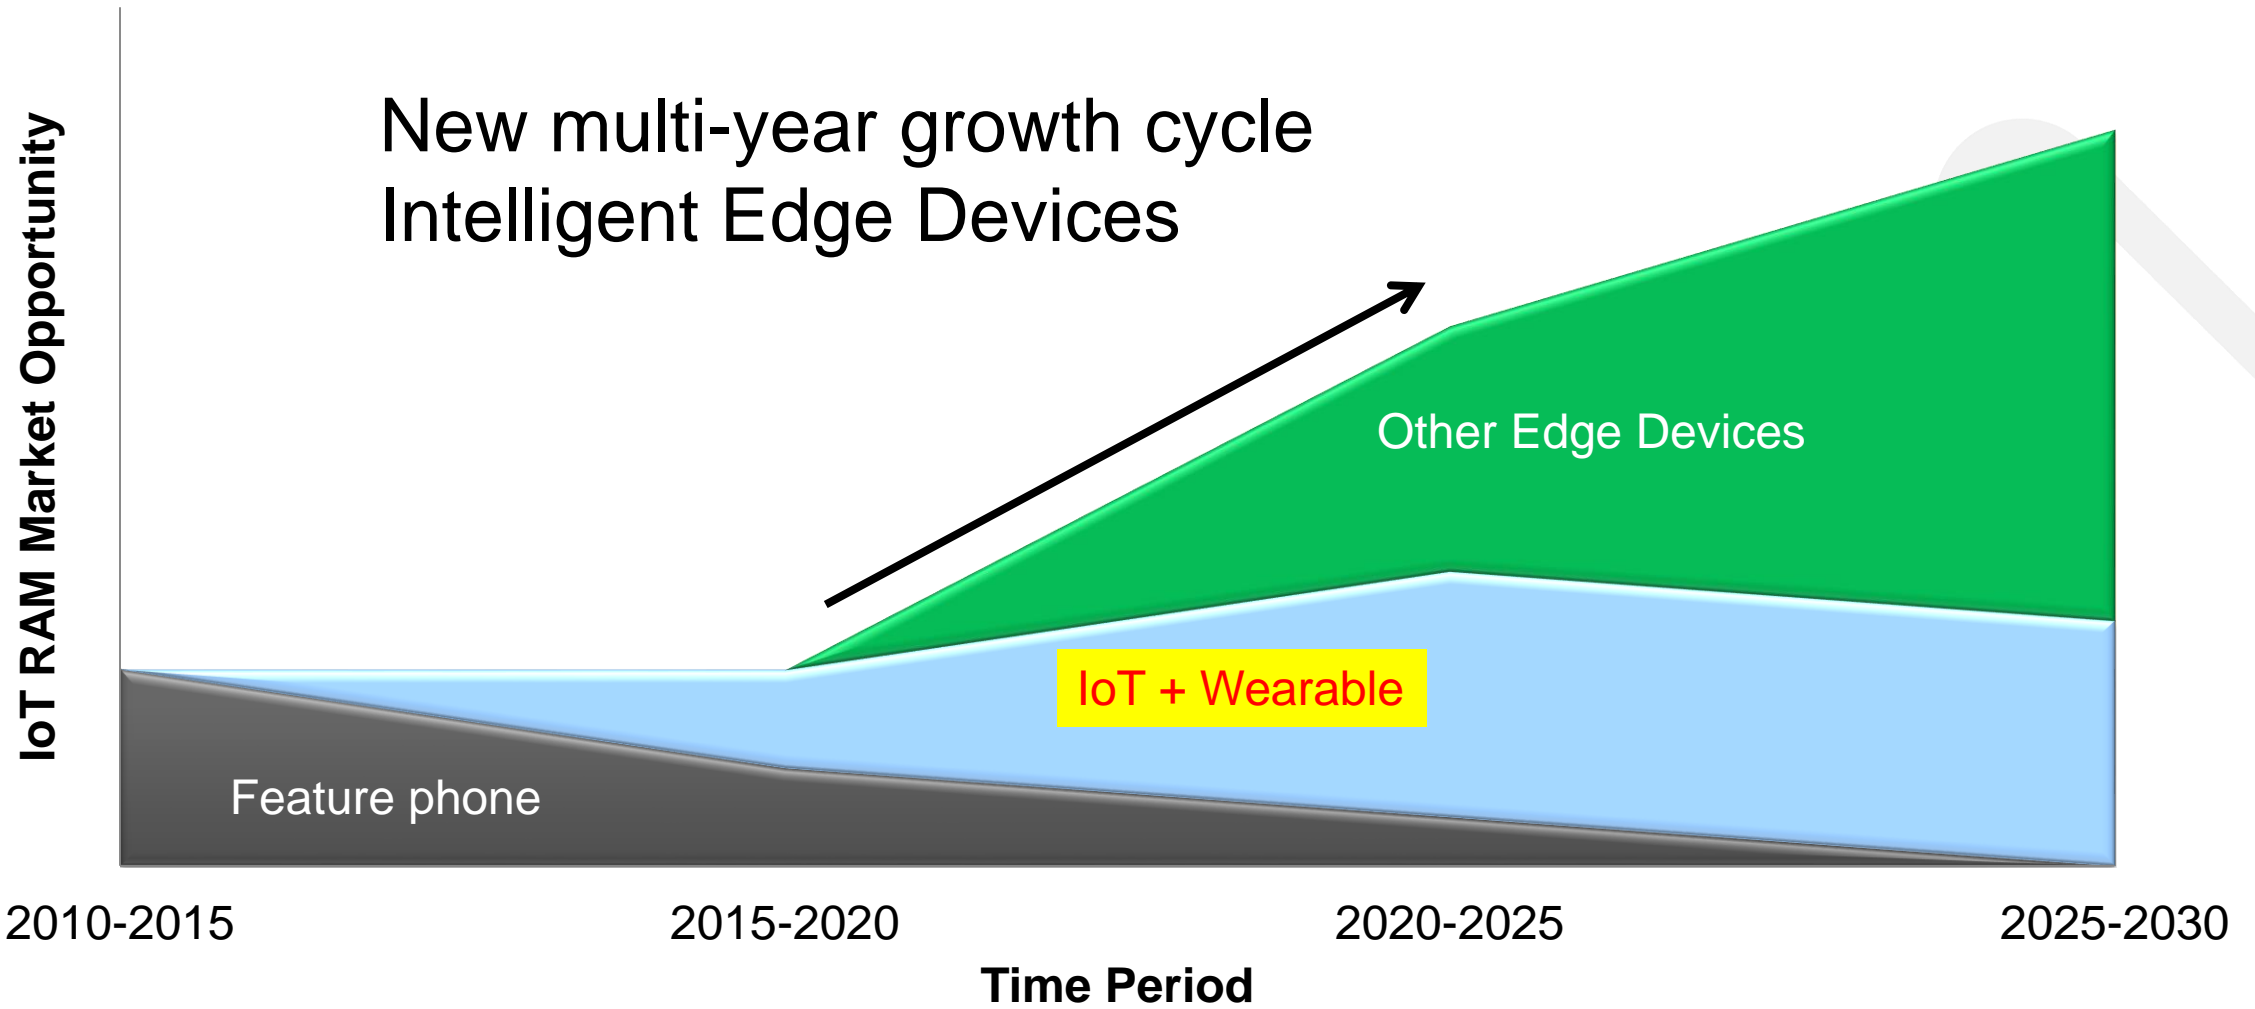 New multi-year growth cycle
Intelligent Edge Devices
IoT RAM Market Opportunity
Other Edge Devices
IoT + Wearable
Feature phone
2010-2015
2015-2020
2020-2025
2025-2030
Time Period